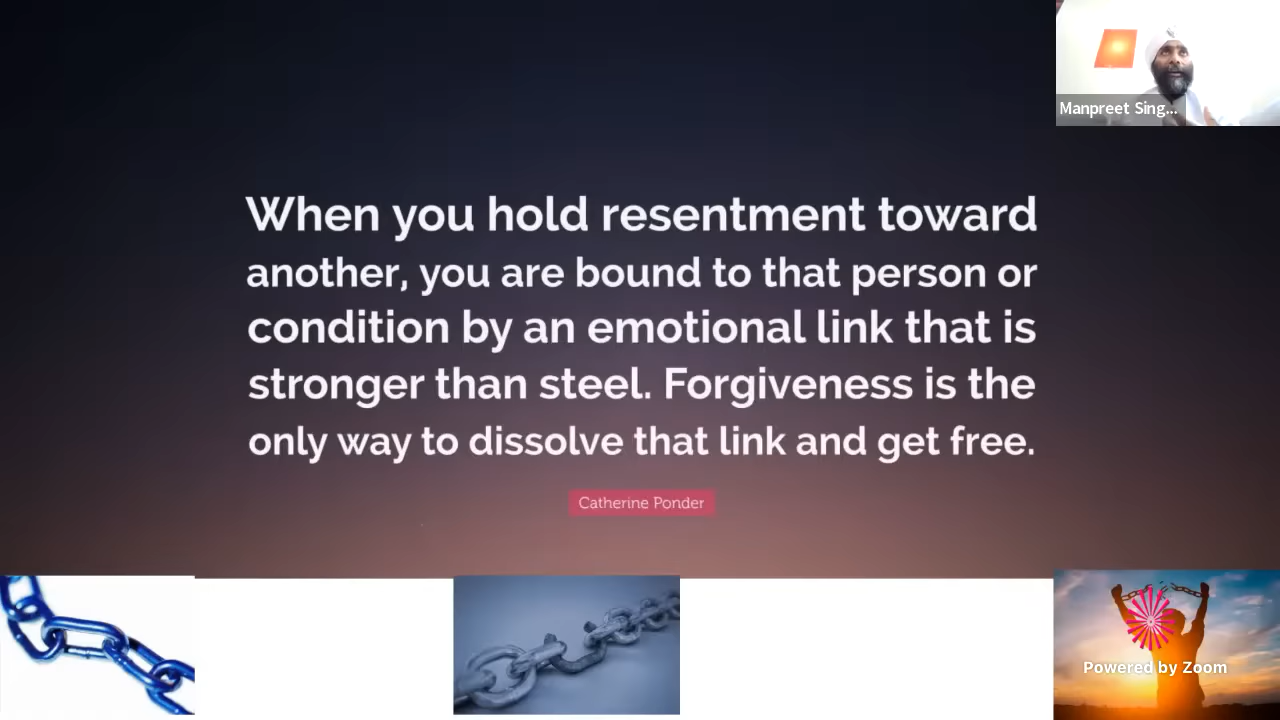 Manpreet Sing...
When you hold resentment toward
another, you are bound to that person or
condition by an emotional link that is
stronger than steel. Forgiveness is the
only way to dissolve that link and get free.
Catherine Ponder
Powered by Zoom